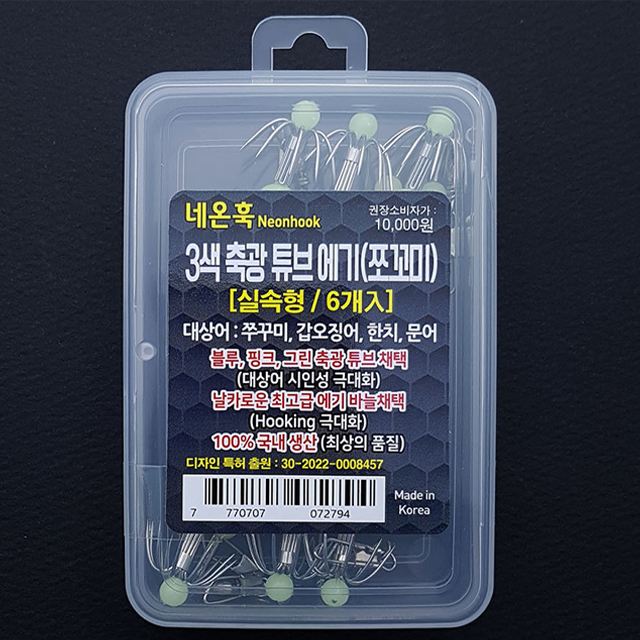 네온훅 Neonhook
권장소비자가 :
10,000원
3색 축광 튜브 에기(쪼꼬미)
[실속형 / 6개入]
대상어 : 쭈꾸미, 갑오징어, 한치, 문어
블루, 핑크, 그린 축광 튜브 채택
(대상어 시인성 극대화)
날카로운 최고급 에기 바늘채택
(Hooking 극대화)
100% 국내 생산 (최상의 품질)
디자인 특허 출원 : 30-2022-0008457
7 770707 072794
Made in
Korea